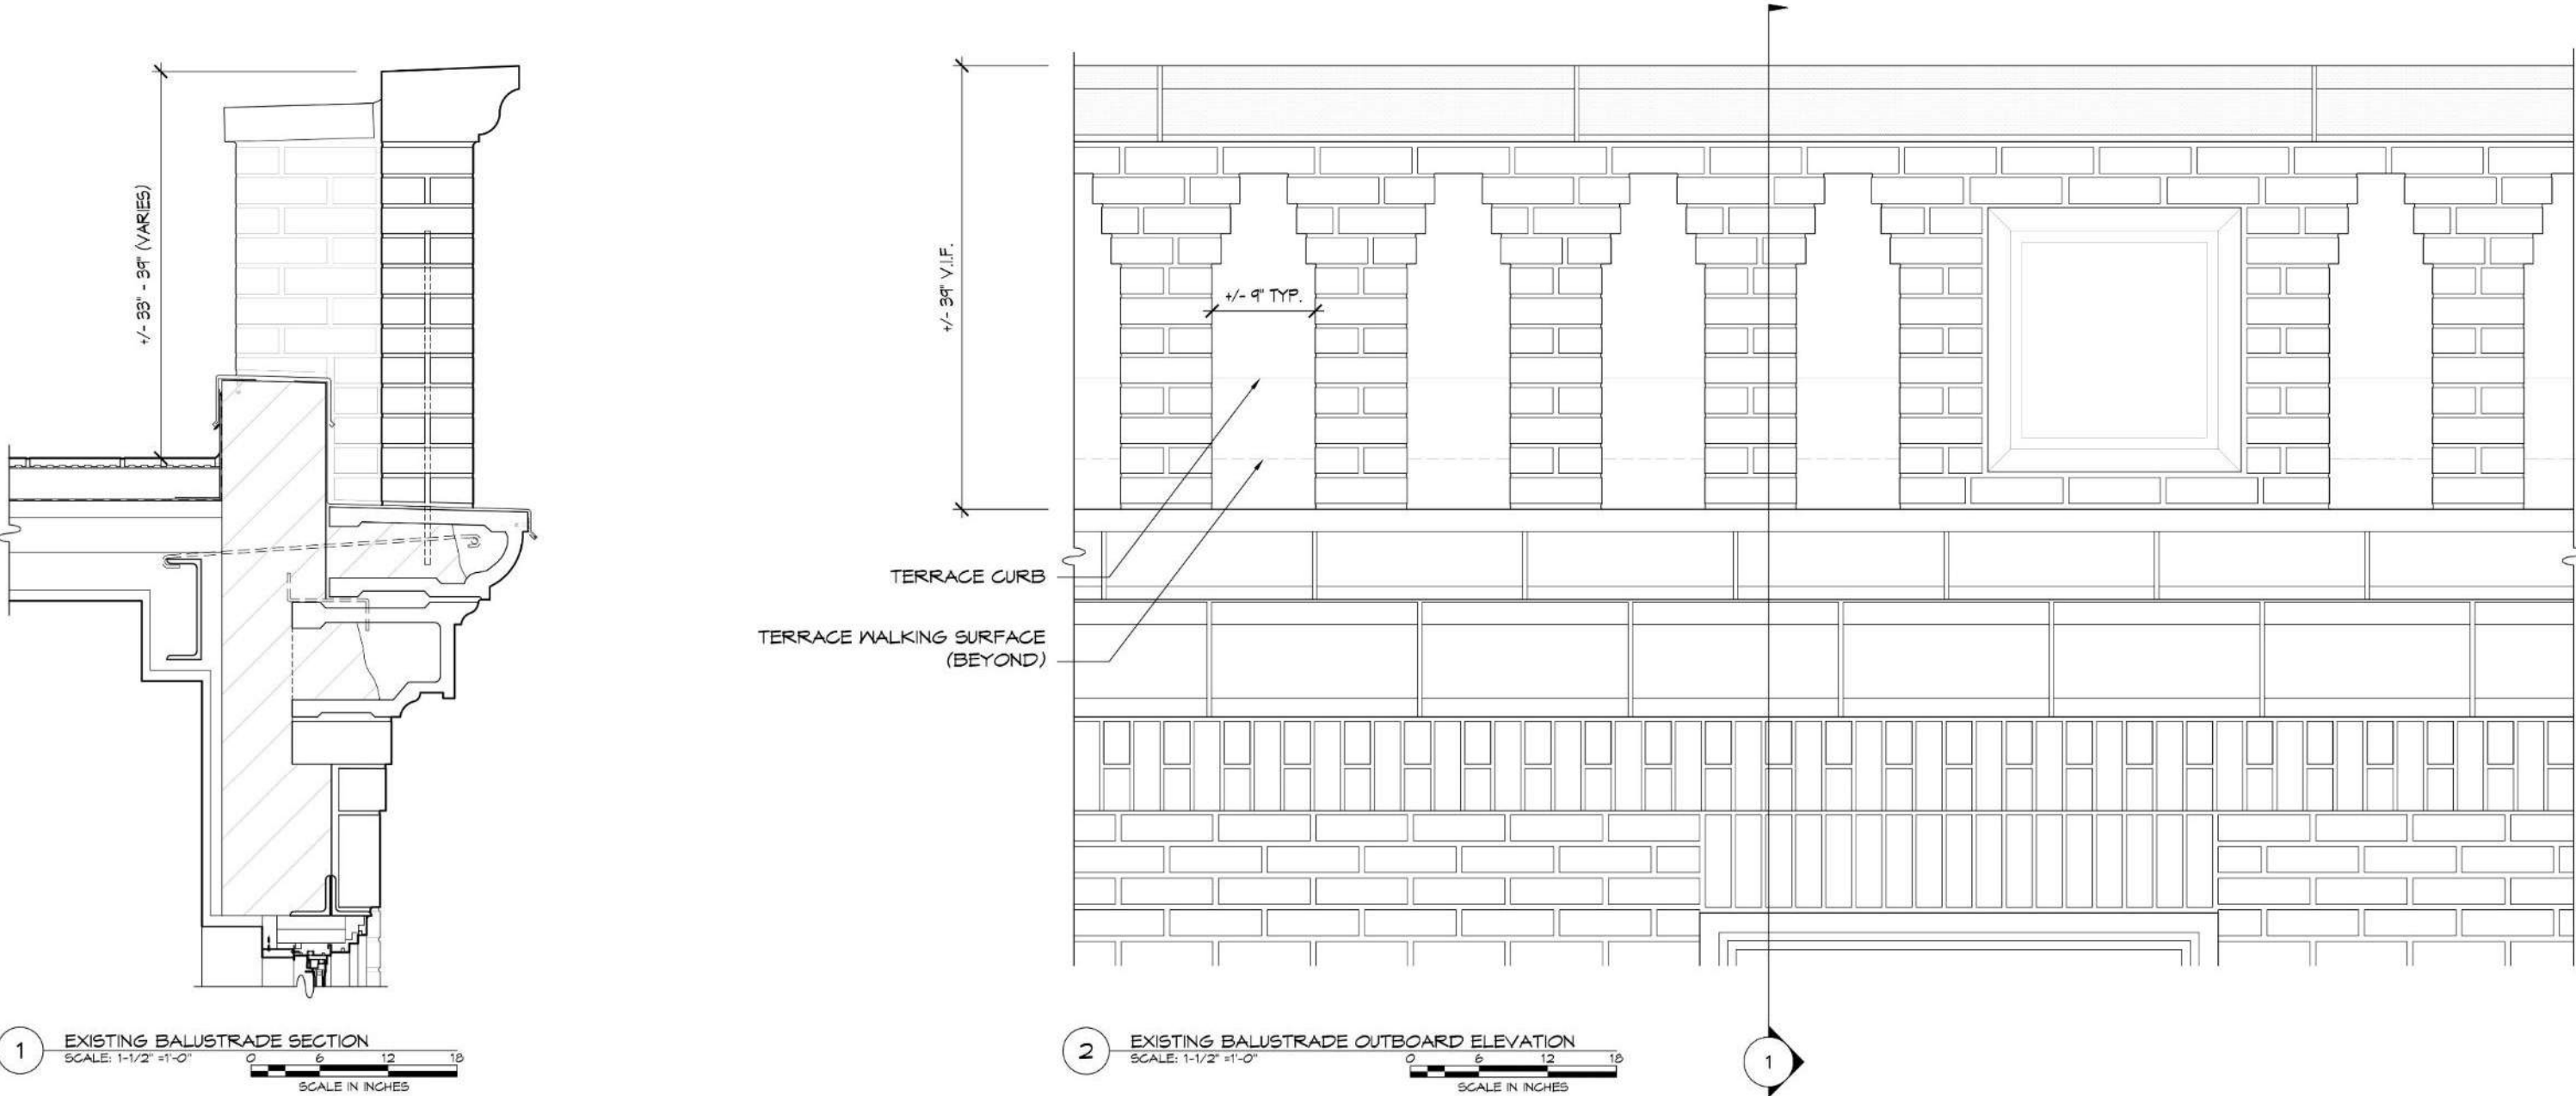 +/- 33" - 39" (VARIES)
+/- 39" V.I.F.
+/- 9" TYP.
TERRACE CURB
TERRACE WALKING SURFACE
(BEYOND)
1
EXISTING BALUSTRADE SECTION
SCALE: 1-1/2" =1'-0"
0 6 12 18
SCALE IN INCHES
2
EXISTING BALUSTRADE OUTBOARD ELEVATION
SCALE: 1-1/2" =1'-0"
0 6 12 18
SCALE IN INCHES
1